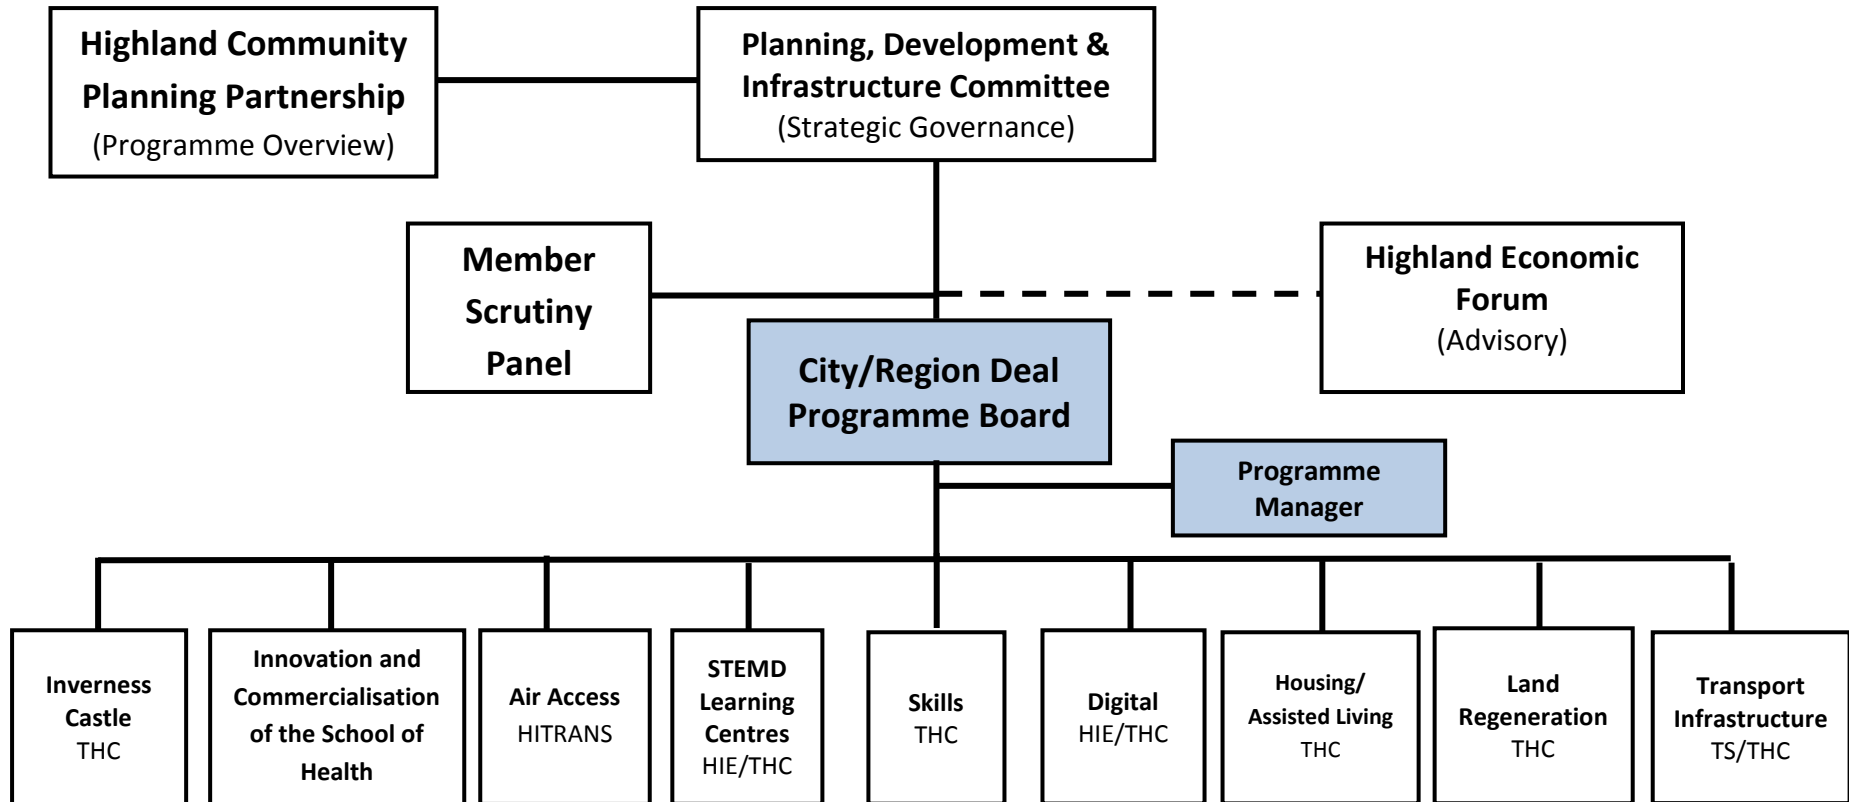 Highland Community
Planning Partnership
(Programme Overview)
Planning, Development &
Infrastructure Committee
(Strategic Governance)
Member
Scrutiny
Panel
Highland Economic
Forum
(Advisory)
City/Region Deal
Programme Board
Programme
Manager
Inverness
Castle
THC
Innovation and
Commercialisation
of the School of
Health
Air Access
HITRANS
STEMD
Learning
Centres
HIE/THC
Skills
THC
Digital
HIE/THC
Housing/
Assisted Living
THC
Land
Regeneration
THC
Transport
Infrastructure
TS/THC